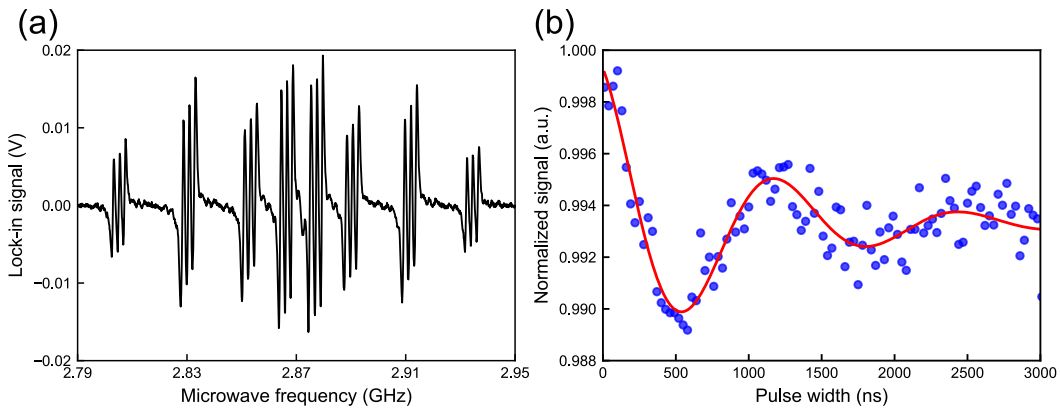 (a)
Lock-in signal (V)
0.02
0.01
0.00
−0.01
−0.02
2.79 2.83 2.87 2.91 2.95
Microwave frequency (GHz)
(b)
Normalized signal (a.u.)
1.000
0.998
0.996
0.994
0.992
0.990
0.988
0 500 1000 1500 2000 2500 3000
Pulse width (ns)